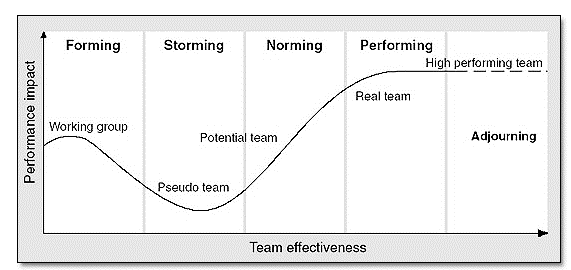 Forming
Storming
Norming
Performing
High performing team
Real team
Working group
Potential team
Adjourning
Pseudo team
Performance impact
Team effectiveness